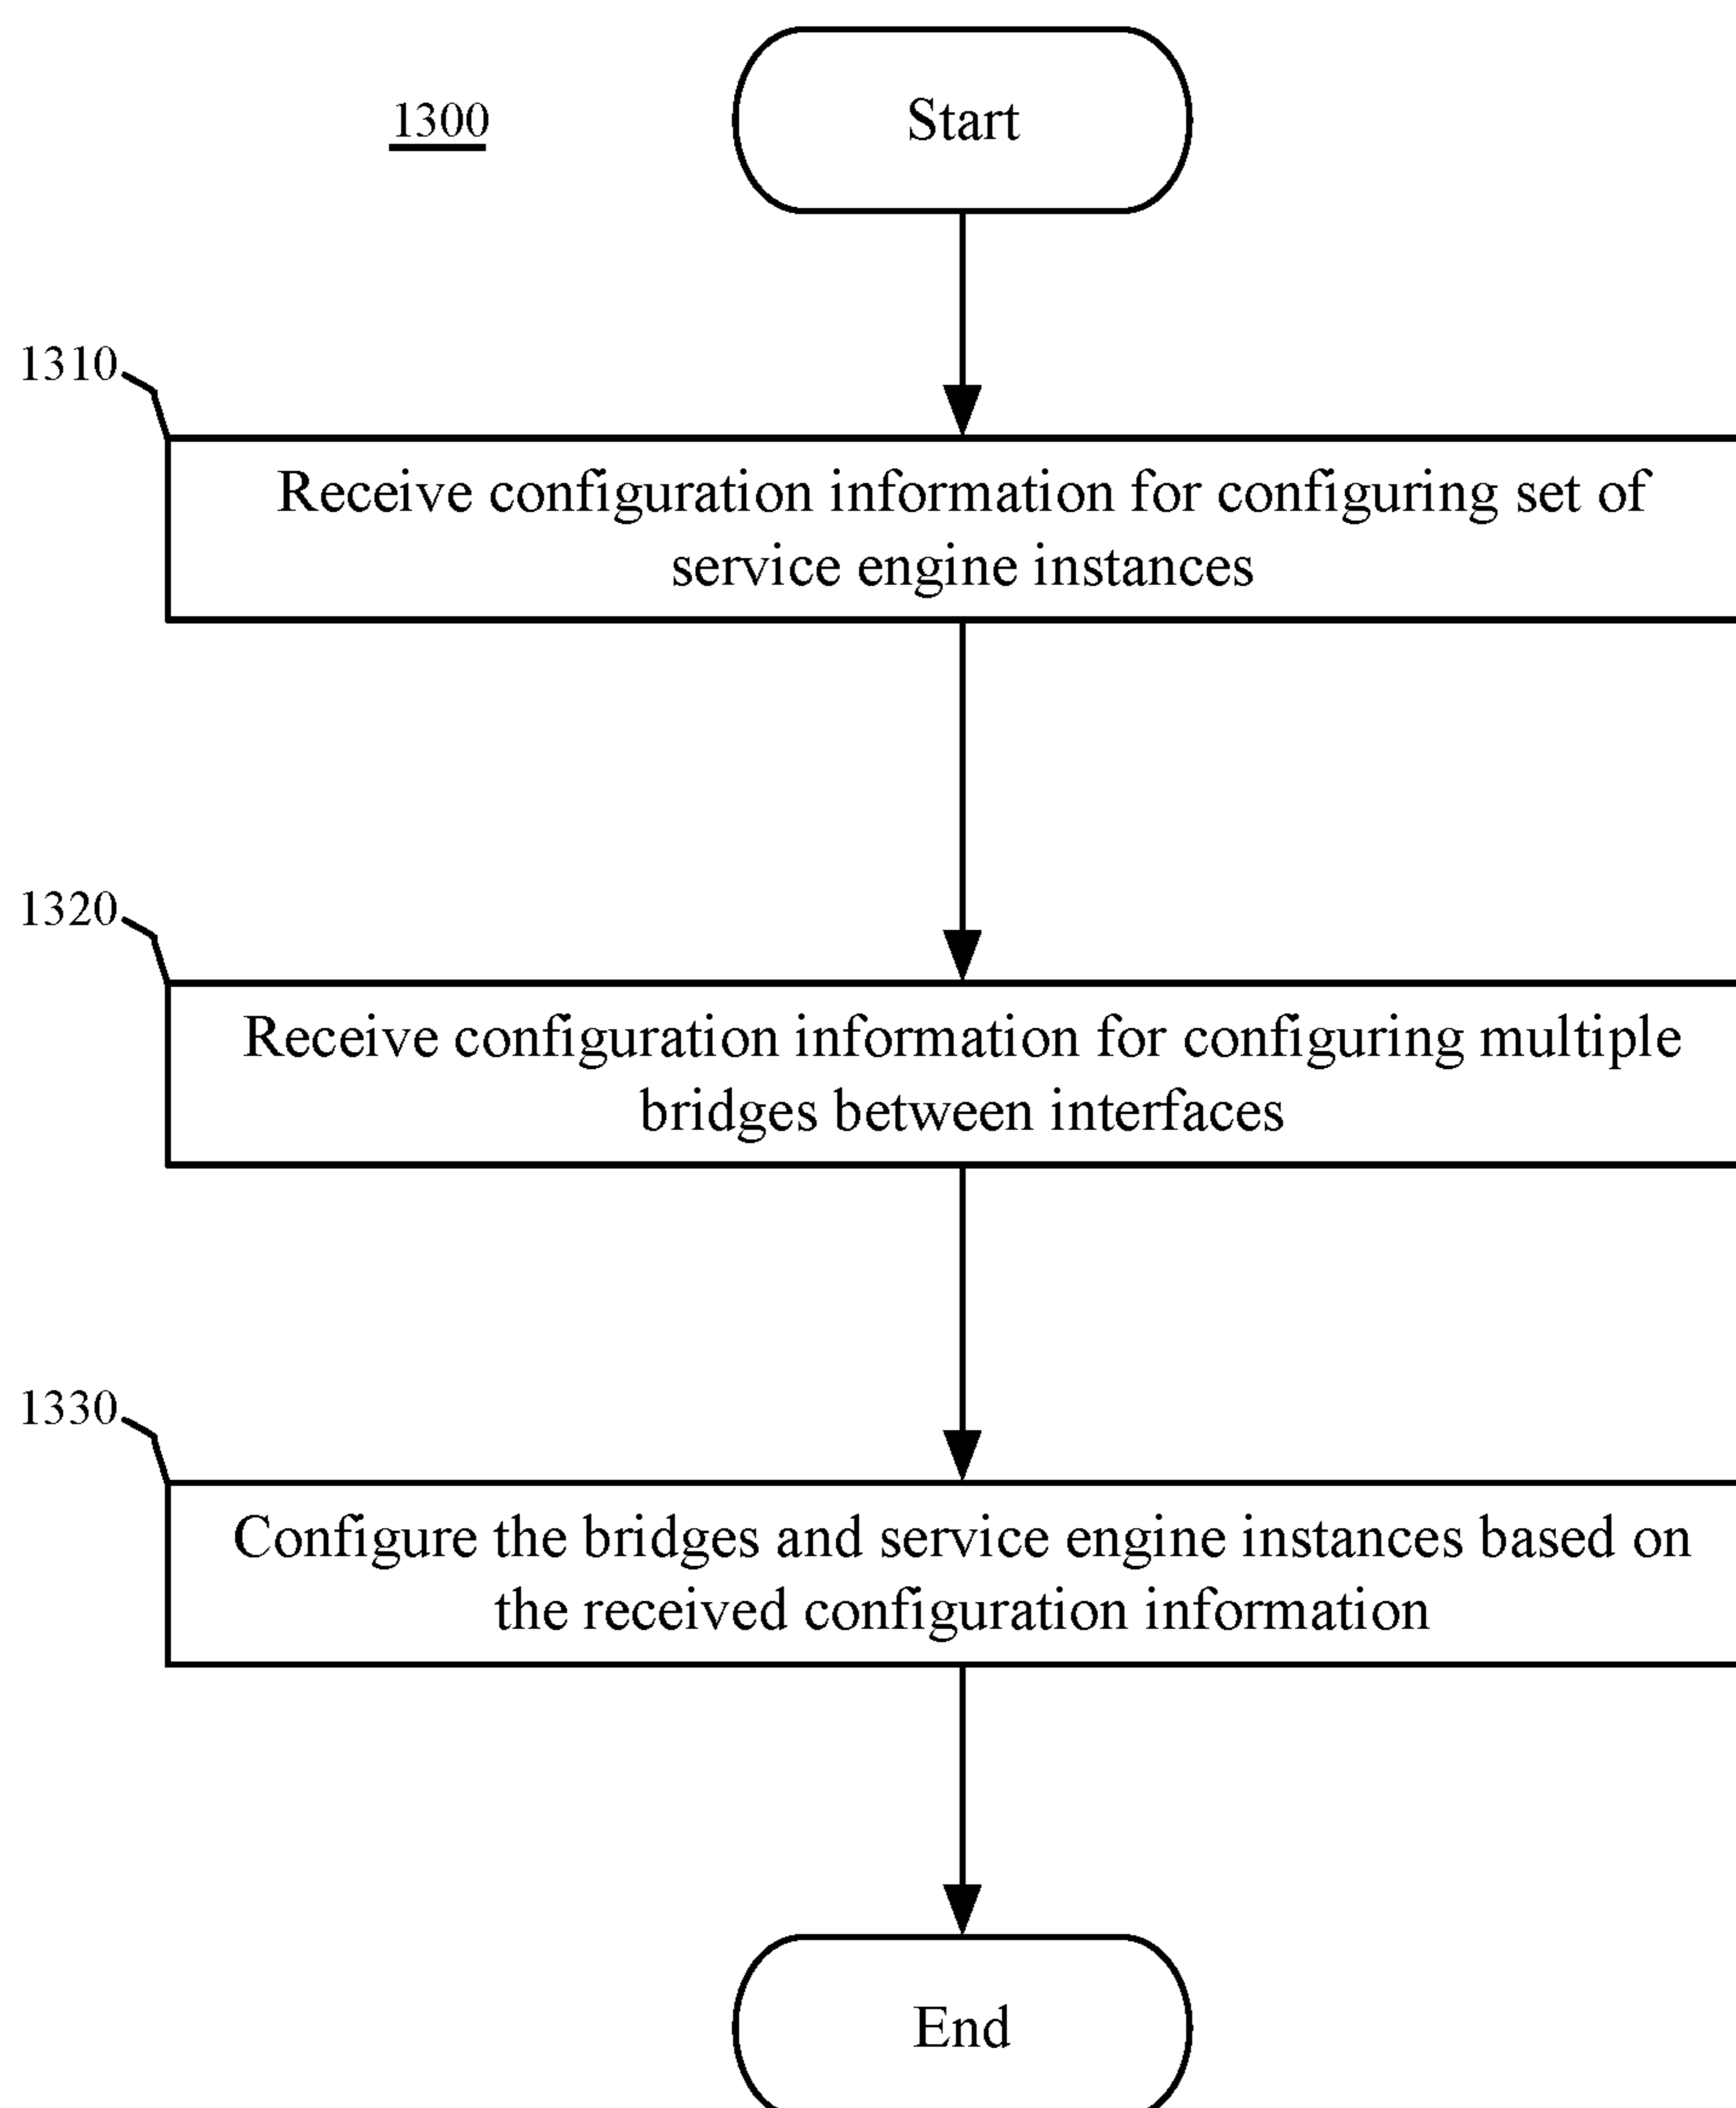 1300
Start
1310
Receive configuration information for configuring set of
service engine instances
1320
Receive configuration information for configuring multiple
bridges between interfaces
1330
Configure the bridges and service engine instances based on
the received configuration information
End